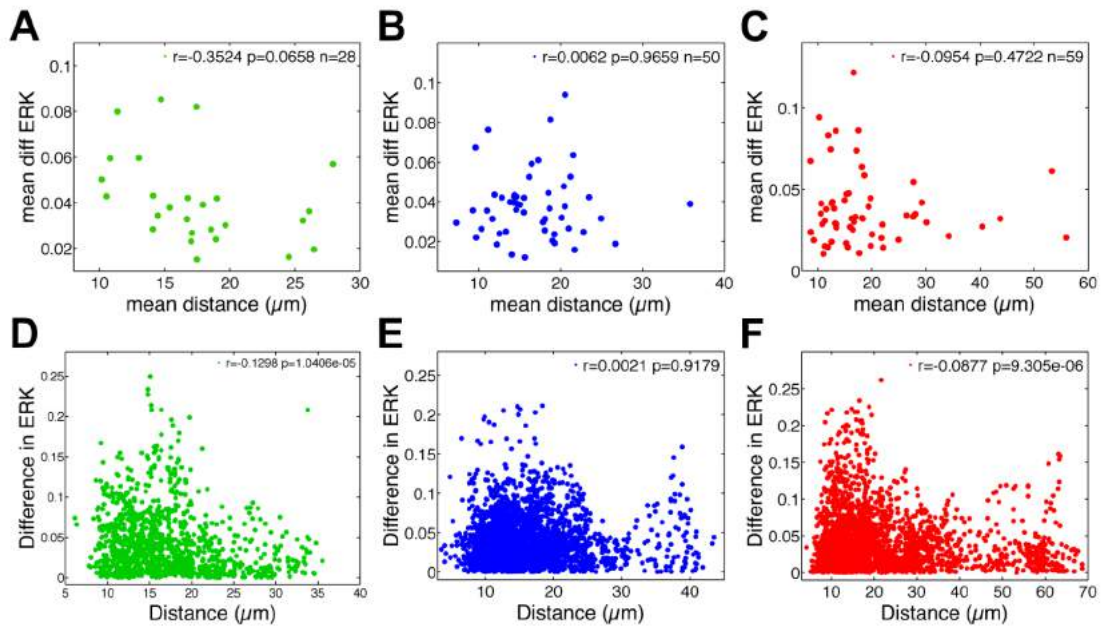 A
r=-0.3524 p=0.0658 n=28
0.1
0.08
0.06
0.04
0.02
mean diff ERK
10 15 20 25 30
mean distance (µm)
B
r=0.0062 p=0.9659 n=50
0.1
0.08
0.06
0.04
0.02
mean diff ERK
10 20 30 40
mean distance (µm)
C
r=-0.0954 p=0.4722 n=59
0.1
0.05
0
mean diff ERK
10 20 30 40 50 60
mean distance (µm)
D
r=-0.1298 p=1.0406e-05
0.25
0.2
0.15
0.1
0.05
0
Difference in ERK
5 10 15 20 25 30 35 40
Distance (µm)
E
r=0.0021 p=0.9179
0.25
0.2
0.15
0.1
0.05
0
Difference in ERK
10 20 30 40
Distance (µm)
F
r=-0.0877 p=9.305e-06
0.25
0.2
0.15
0.1
0.05
0
Difference in ERK
10 20 30 40 50 60 70
Distance (µm)